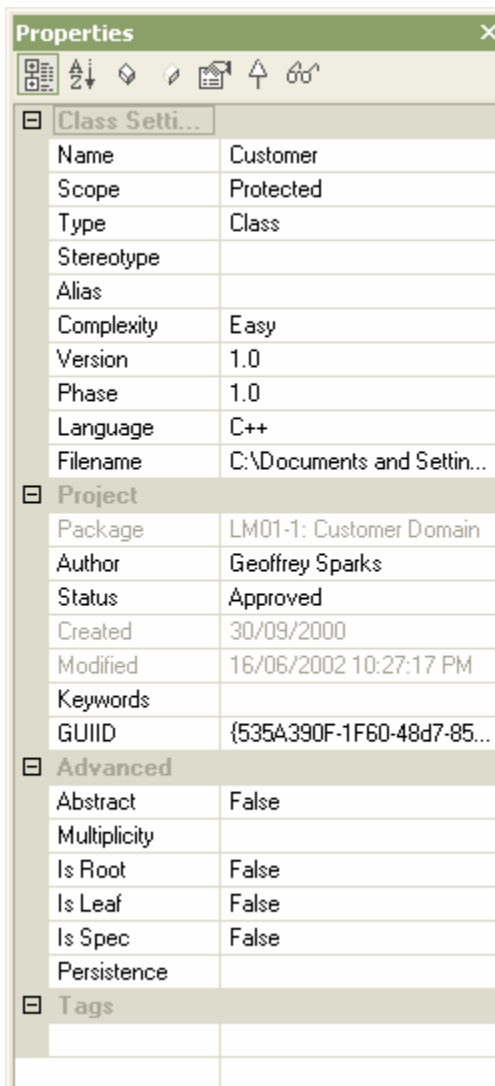 Properties
Class Setti...
Name Customer
Scope Protected
Type Class
Stereotype
Alias
Complexity Easy
Version 1.0
Phase 1.0
Language C++
Filename C:\Documents and Settin...
Project
Package LM01-1: Customer Domain
Author Geoffrey Sparks
Status Approved
Created 30/09/2000
Modified 16/06/2002 10:27:17 PM
Keywords
GUIID {535A390F-1F60-48d7-85...
Advanced
Abstract False
Multiplicity
Is Root False
Is Leaf False
Is Spec False
Persistence
Tags